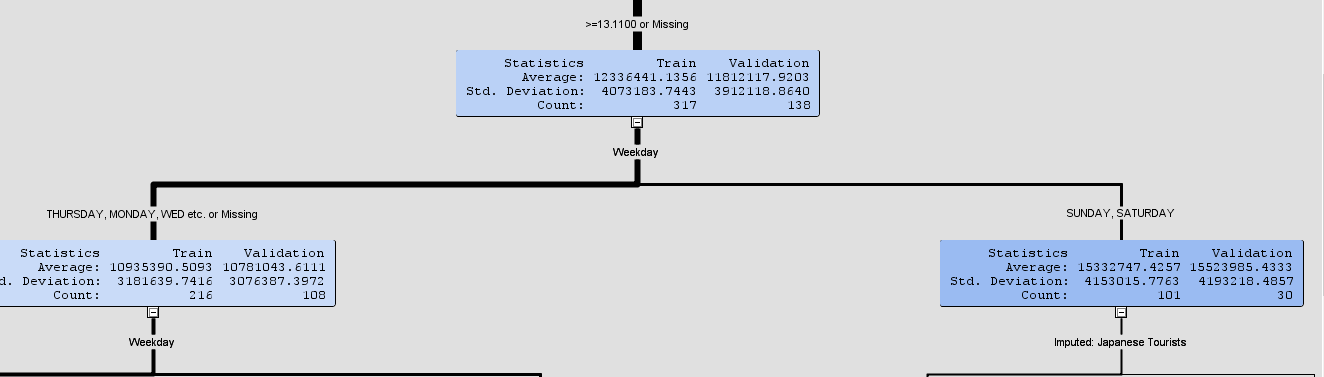 >=13.1100 or Missing
Statistics Train Validation
Average: 12336441.1356 11812117.9203
Std. Deviation: 4073183.7443 3912118.8640
Count: 317 138
Weekday
THURSDAY, MONDAY, WED etc. or Missing
SUNDAY, SATURDAY
Statistics Train Validation
Average: 10935390.5093 10781043.6111
d. Deviation: 3181639.7416 3076387.3972
Count: 216 108
Statistics Train Validation
Average: 15332747.4257 15523985.4333
Std. Deviation: 4153015.7763 4193218.4857
Count: 101 30
Weekday
Imputed: Japanese Tourists